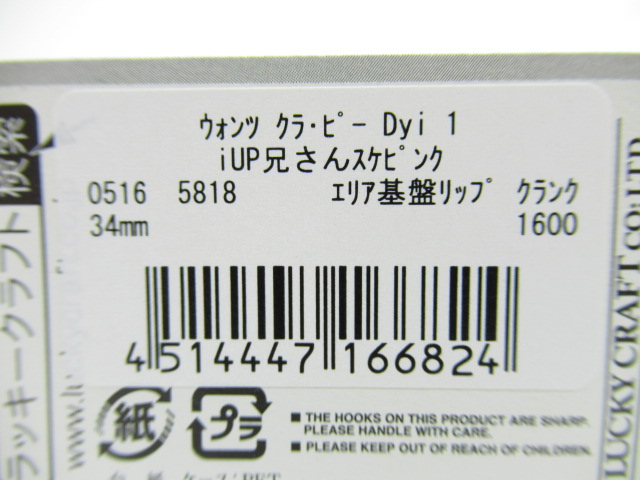 ｳｫﾝﾂ ｸﾗ･ﾋﾟｰ Dyi 1
iUP兄さんｽｹﾋﾟﾝｸ
0516 5818 ｴﾘｱ基盤ﾘｯﾌﾟ ｸﾗﾝｸ
34mm 1600
4514447166824
紙
プラ
■ THE HOOKS ON THIS PRODUCT ARE SHARP.
PLEASE HANDLE WITH CARE.
■ PLEASE KEEP OUT OF REACH OF CHILDREN.
LUCKY CRAFT CO., LTD
ラッキークラフト 検索